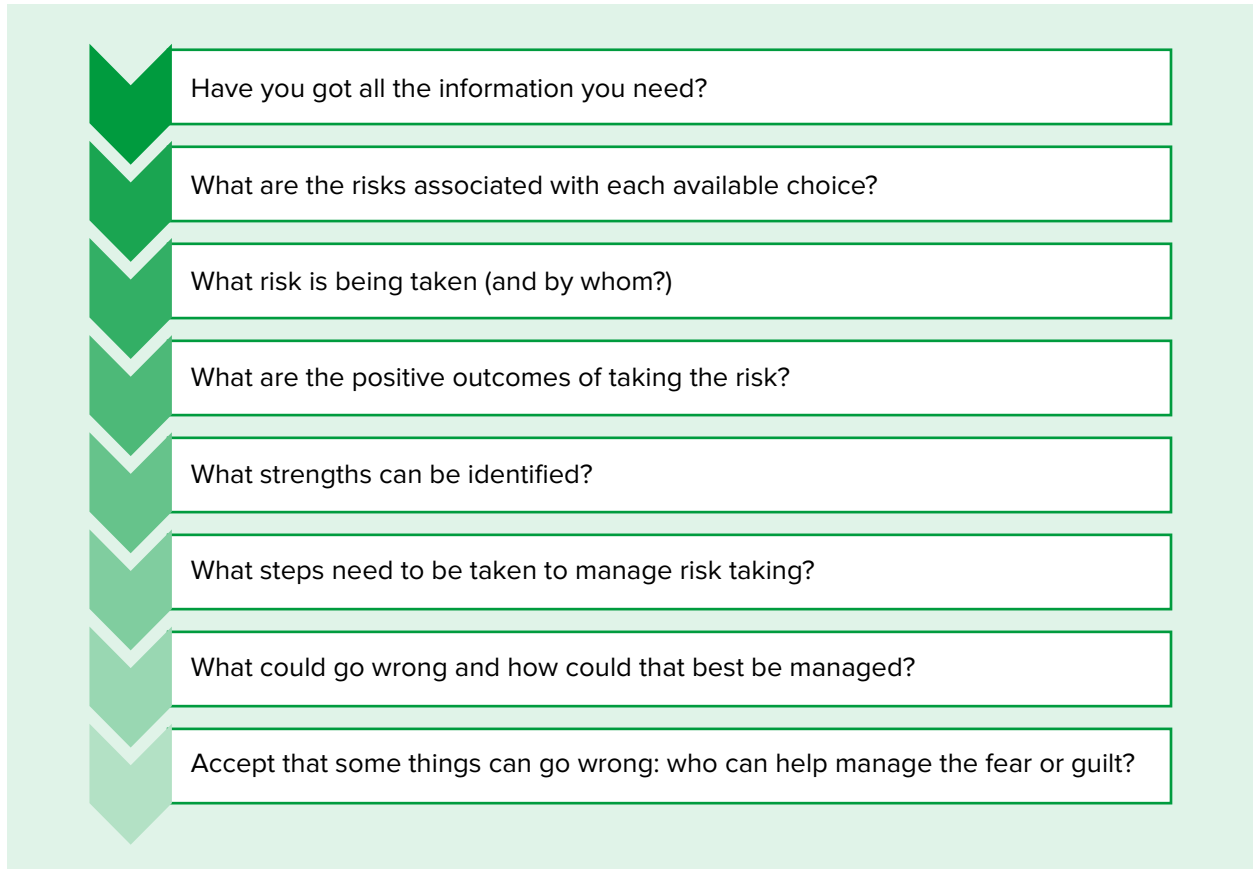 Have you got all the information you need?
What are the risks associated with each available choice?
What risk is being taken (and by whom?)
What are the positive outcomes of taking the risk?
What strengths can be identified?
What steps need to be taken to manage risk taking?
What could go wrong and how could that best be managed?
Accept that some things can go wrong: who can help manage the fear or guilt?